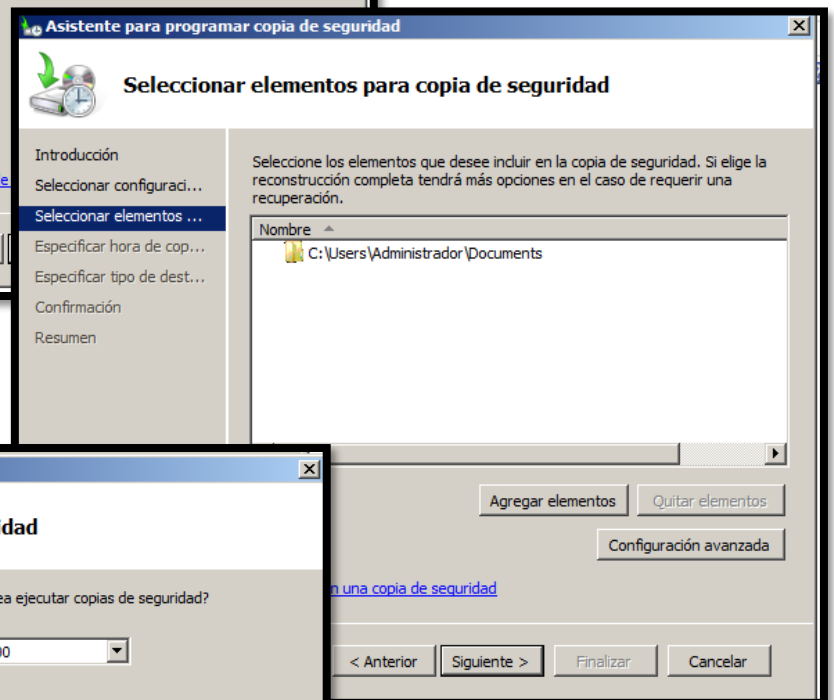 Asistente para programar copia de seguridad
Seleccionar elementos para copia de seguridad
Introducción
Seleccionar configuraci...
Seleccionar elementos ...
Especificar hora de cop...
Especificar tipo de dest...
Confirmación
Resumen
Seleccione los elementos que desee incluir en la copia de seguridad. Si elige la
reconstrucción completa tendrá más opciones en el caso de requerir una
recuperación.
Nombre
C:\Users\Administrador\Documents
Agregar elementos
Quitar elementos
Configuración avanzada
una copia de seguridad
< Anterior
Siguiente >
Finalizar
Cancelar
ejecutar copias de seguridad?